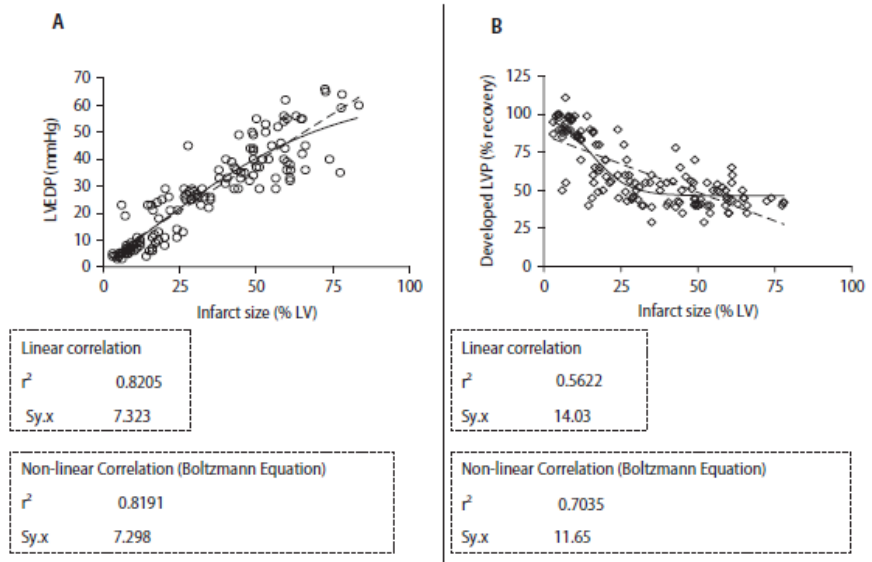 A
LVEDP (mmHg)
70
60
50
40
30
20
10
0
0 25 50 75 100
Infarct size (% LV)
Linear correlation
r² 0.8205
Sy.x 7.323
Non-linear Correlation (Boltzmann Equation)
r² 0.8191
Sy.x 7.298
B
Developed LVP (% recovery)
125
100
75
50
25
0
0 25 50 75 100
Infarct size (% LV)
Linear correlation
r² 0.5622
Sy.x 14.03
Non-linear Correlation (Boltzmann Equation)
r² 0.7035
Sy.x 11.65